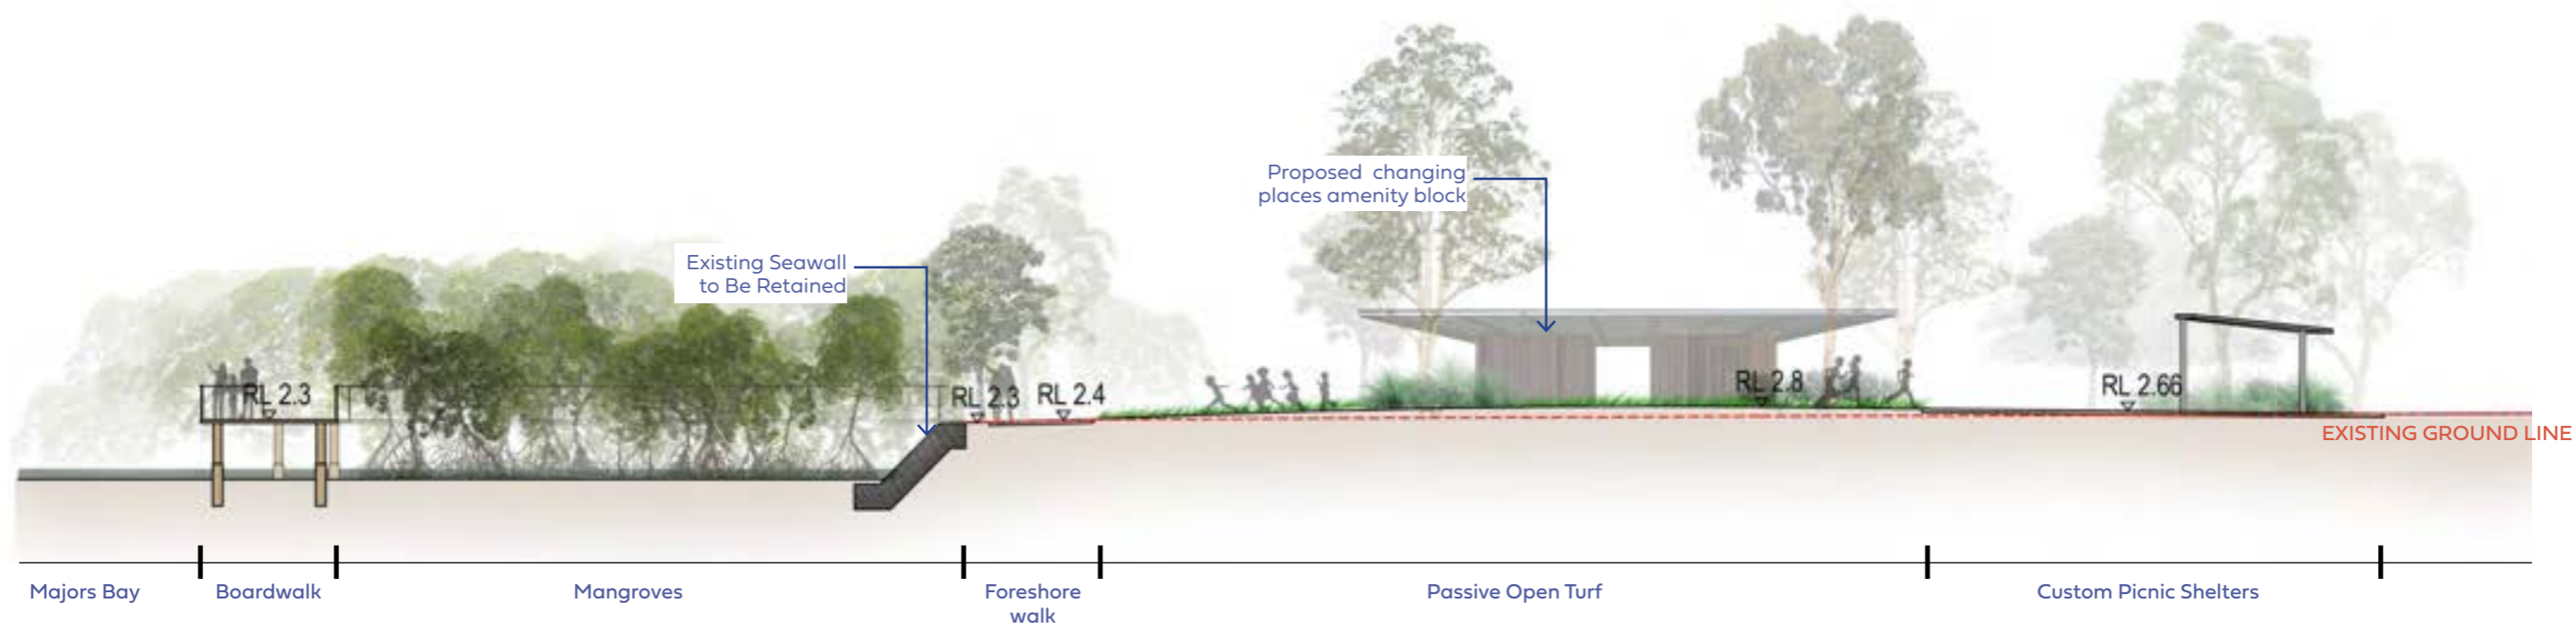 Proposed changing
places amenity block
Existing Seawall
to Be Retained
RL 2.3
RL 2.3
RL 2.4
RL 2.8
RL 2.66
EXISTING GROUND LINE
Majors Bay
Boardwalk
Mangroves
Foreshore
walk
Passive Open Turf
Custom Picnic Shelters